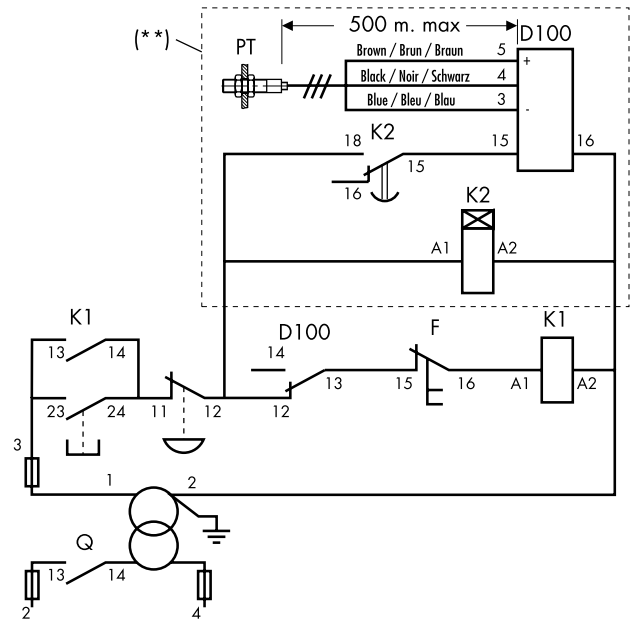 500 m. max
D100
(**)
PT
Brown / Brun / Braun 5 +
Black / Noir / Schwarz 4
Blue / Bleu / Blau 3 -
K2
18 15 15 16
16
K2
A1 A2
K1 D100 F K1
13 14 14
13 15 16 A1 A2
23 24 11 12 12
3
1 2
Q
13 14
2 4